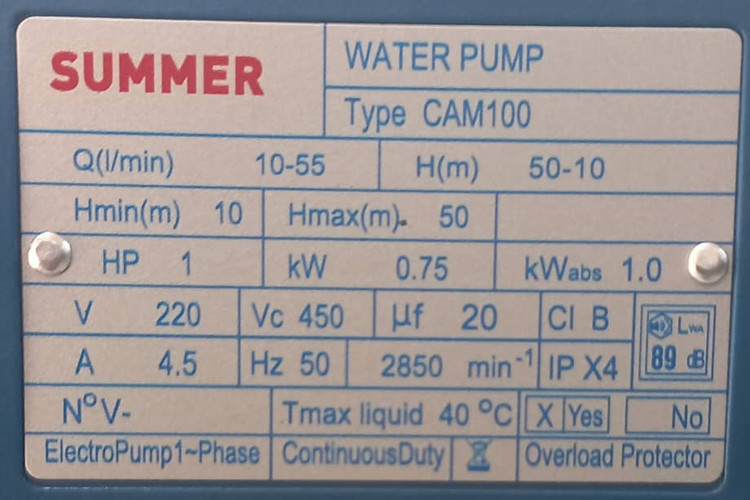 SUMMER
WATER PUMP
Type CAM100
Q(l/min) 10-55 H(m) 50-10
Hmin(m) 10 Hmax(m). 50
HP 1 kW 0.75 kWabs 1.0
V 220 Vc 450 µf 20 Cl B
LWA
A 4.5 Hz 50 2850 min-1 IP X4
89 dB
N°V- Tmax liquid 40 °C X Yes No
ElectroPump1~Phase ContinuousDuty Overload Protector